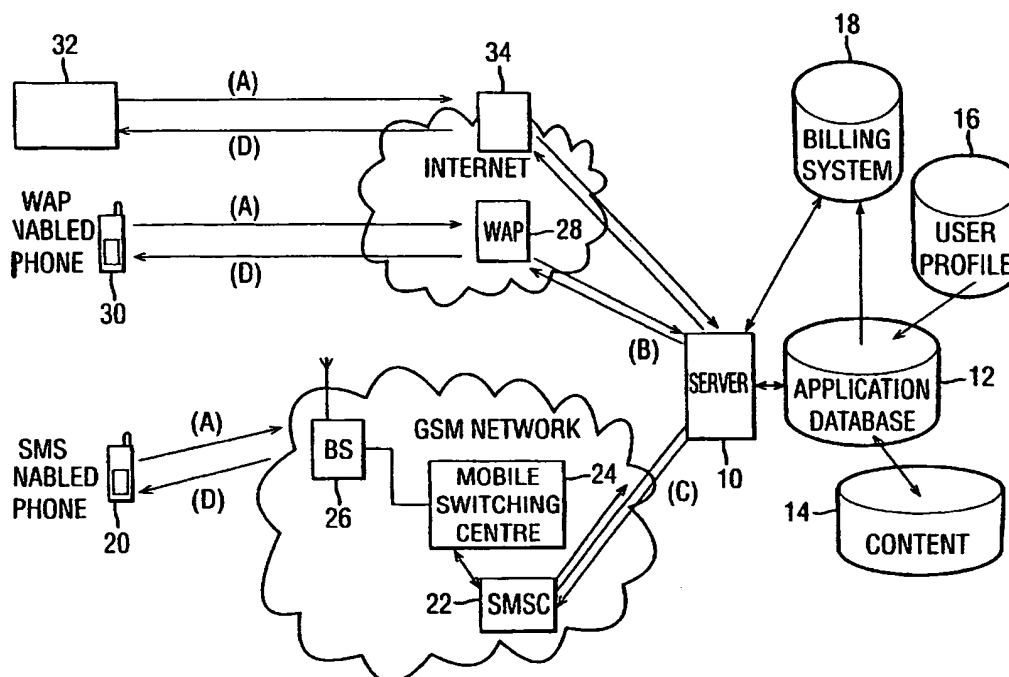 32
(A)
(D)
34
INTERNET
18
BILLING
SYSTEM
16
USER
PROFILE
WAP
NABLED
PHONE
30
(A)
(D)
WAP
28
(B)
SERVER
10
APPLICATION
DATABASE
12
14
CONTENT
SMS
NABLED
PHONE
20
(A)
(D)
GSM NETWORK
BS
26
MOBILE
SWITCHING
CENTRE
24
22
SMSC
(C)